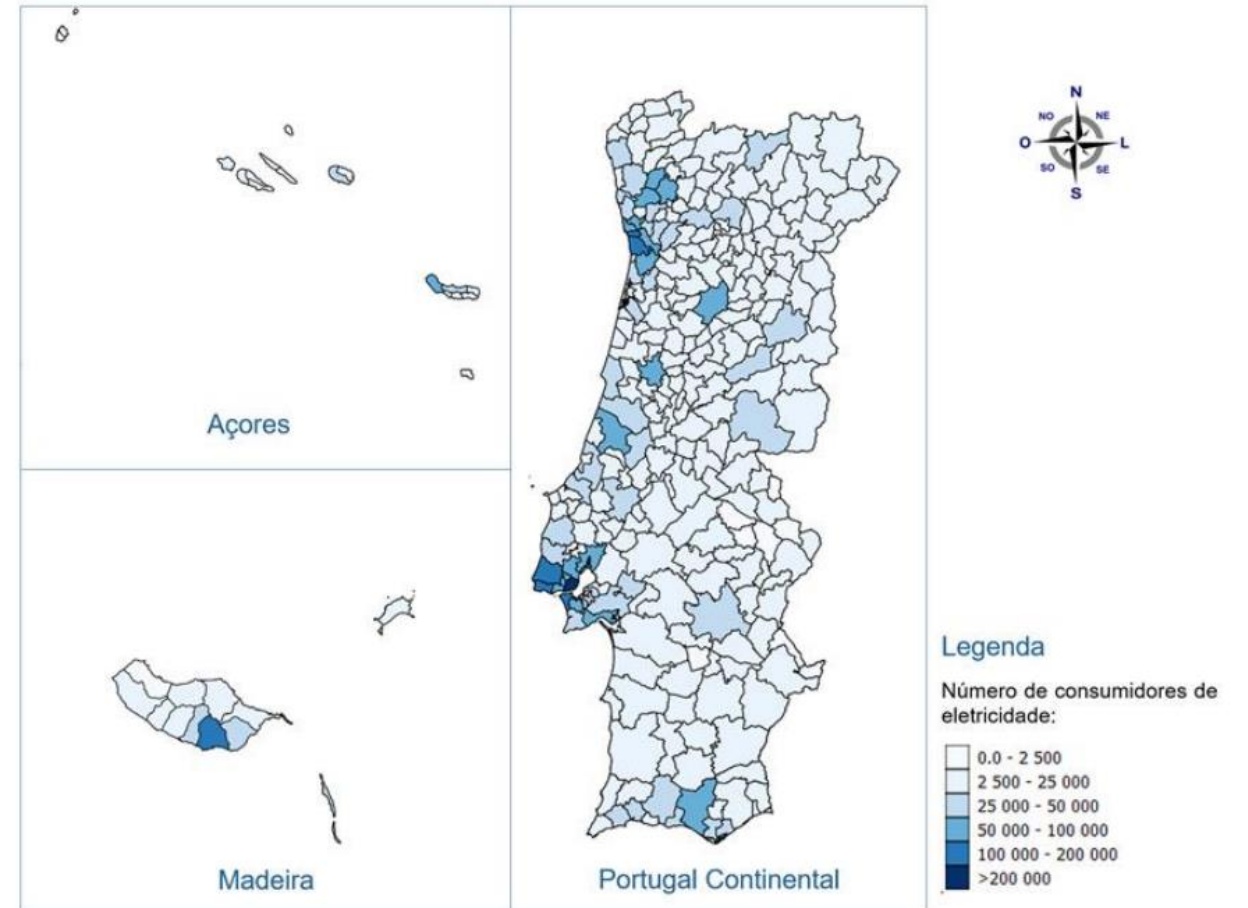 N
NO
NE
O
L
SO
SE
S
Açores
Madeira
Portugal Continental
Legenda
Número de consumidores de
eletricidade:
0.0 - 2 500
2 500 - 25 000
25 000 - 50 000
50 000 - 100 000
100 000 - 200 000
>200 000